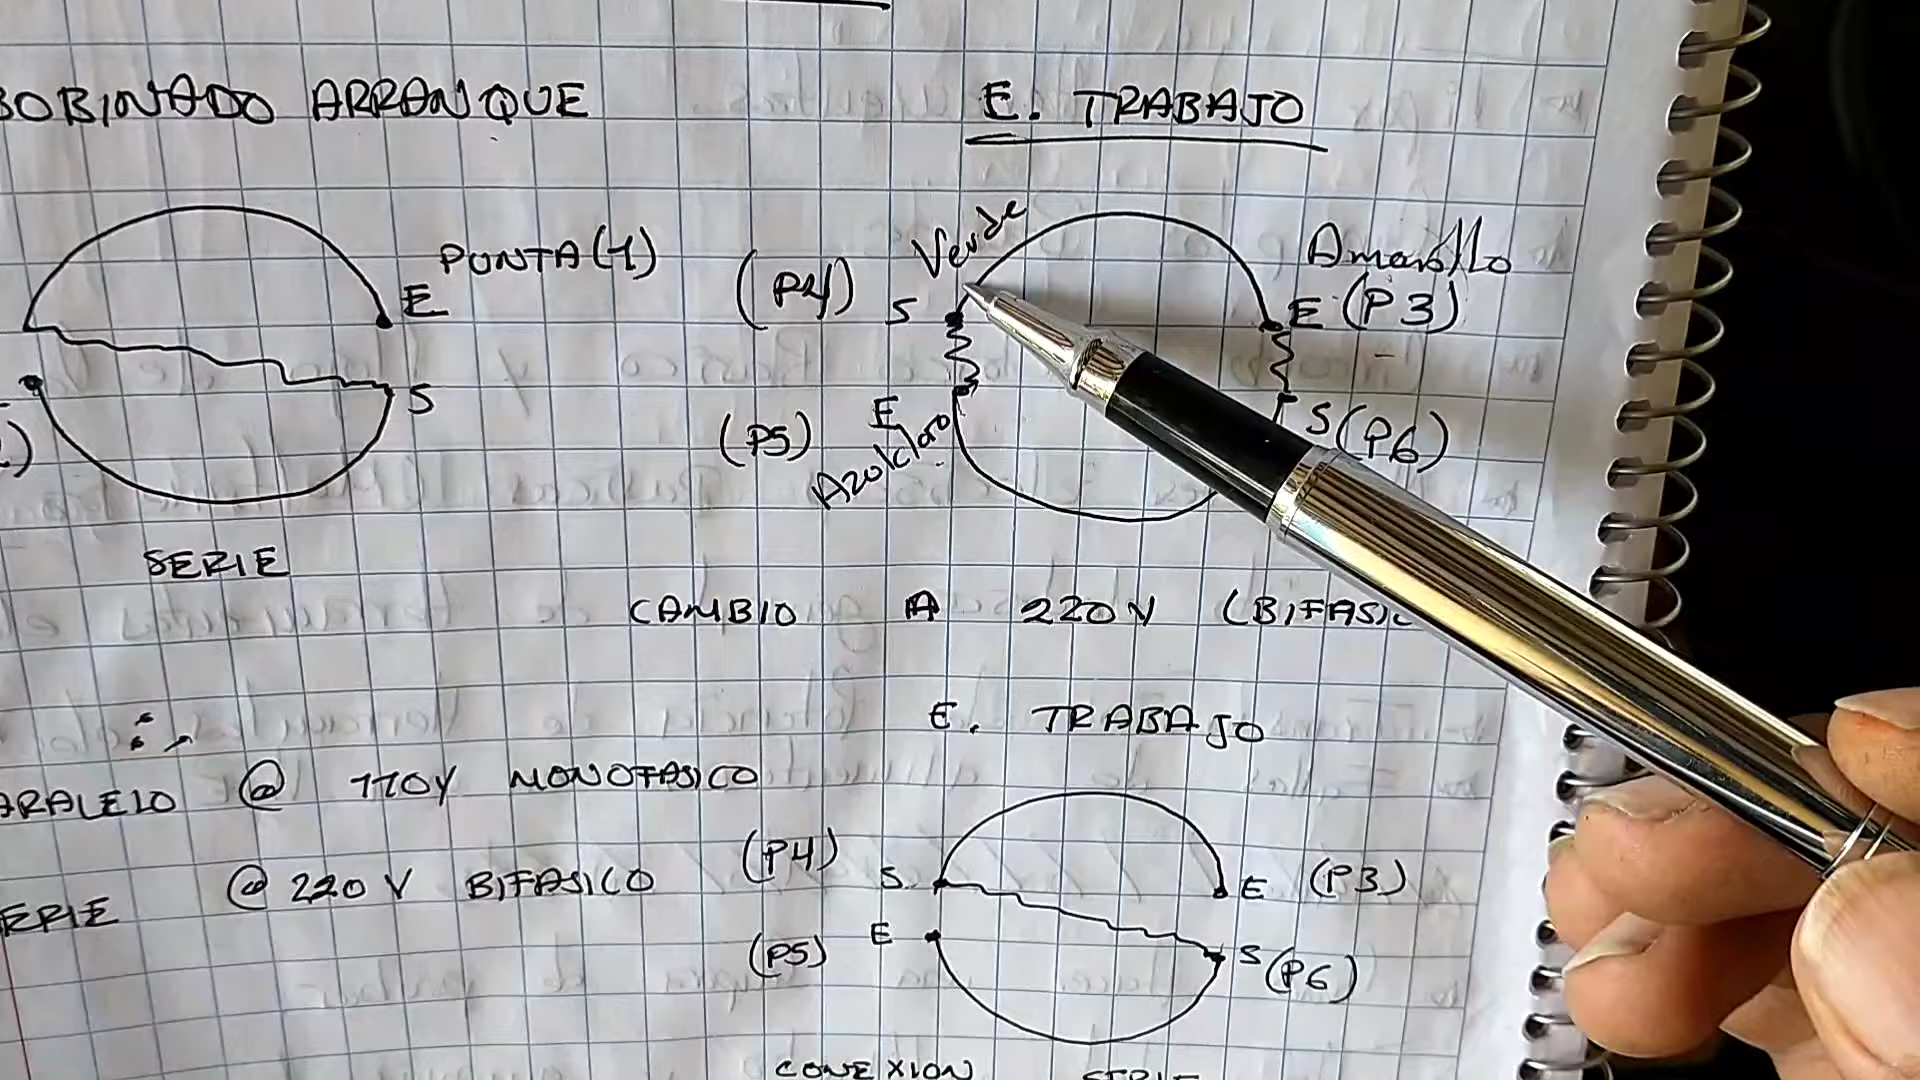 BOBINADO ARRANQUE
E. TRABAJO
Verde
Amarillo
PUNTA (1)
E
(P4)
S
E (P3)
S
(P5)
E
Azul claro
S (P6)
SERIE
CAMBIO A 220V (BIFASIC
E. TRABAJO
ARALELO @ 110V MONOFASICO
(P4)
S
E (P3)
ERIE @ 220V BIFASICO
(P5)
E
S (P6)
CONEXION SERIE